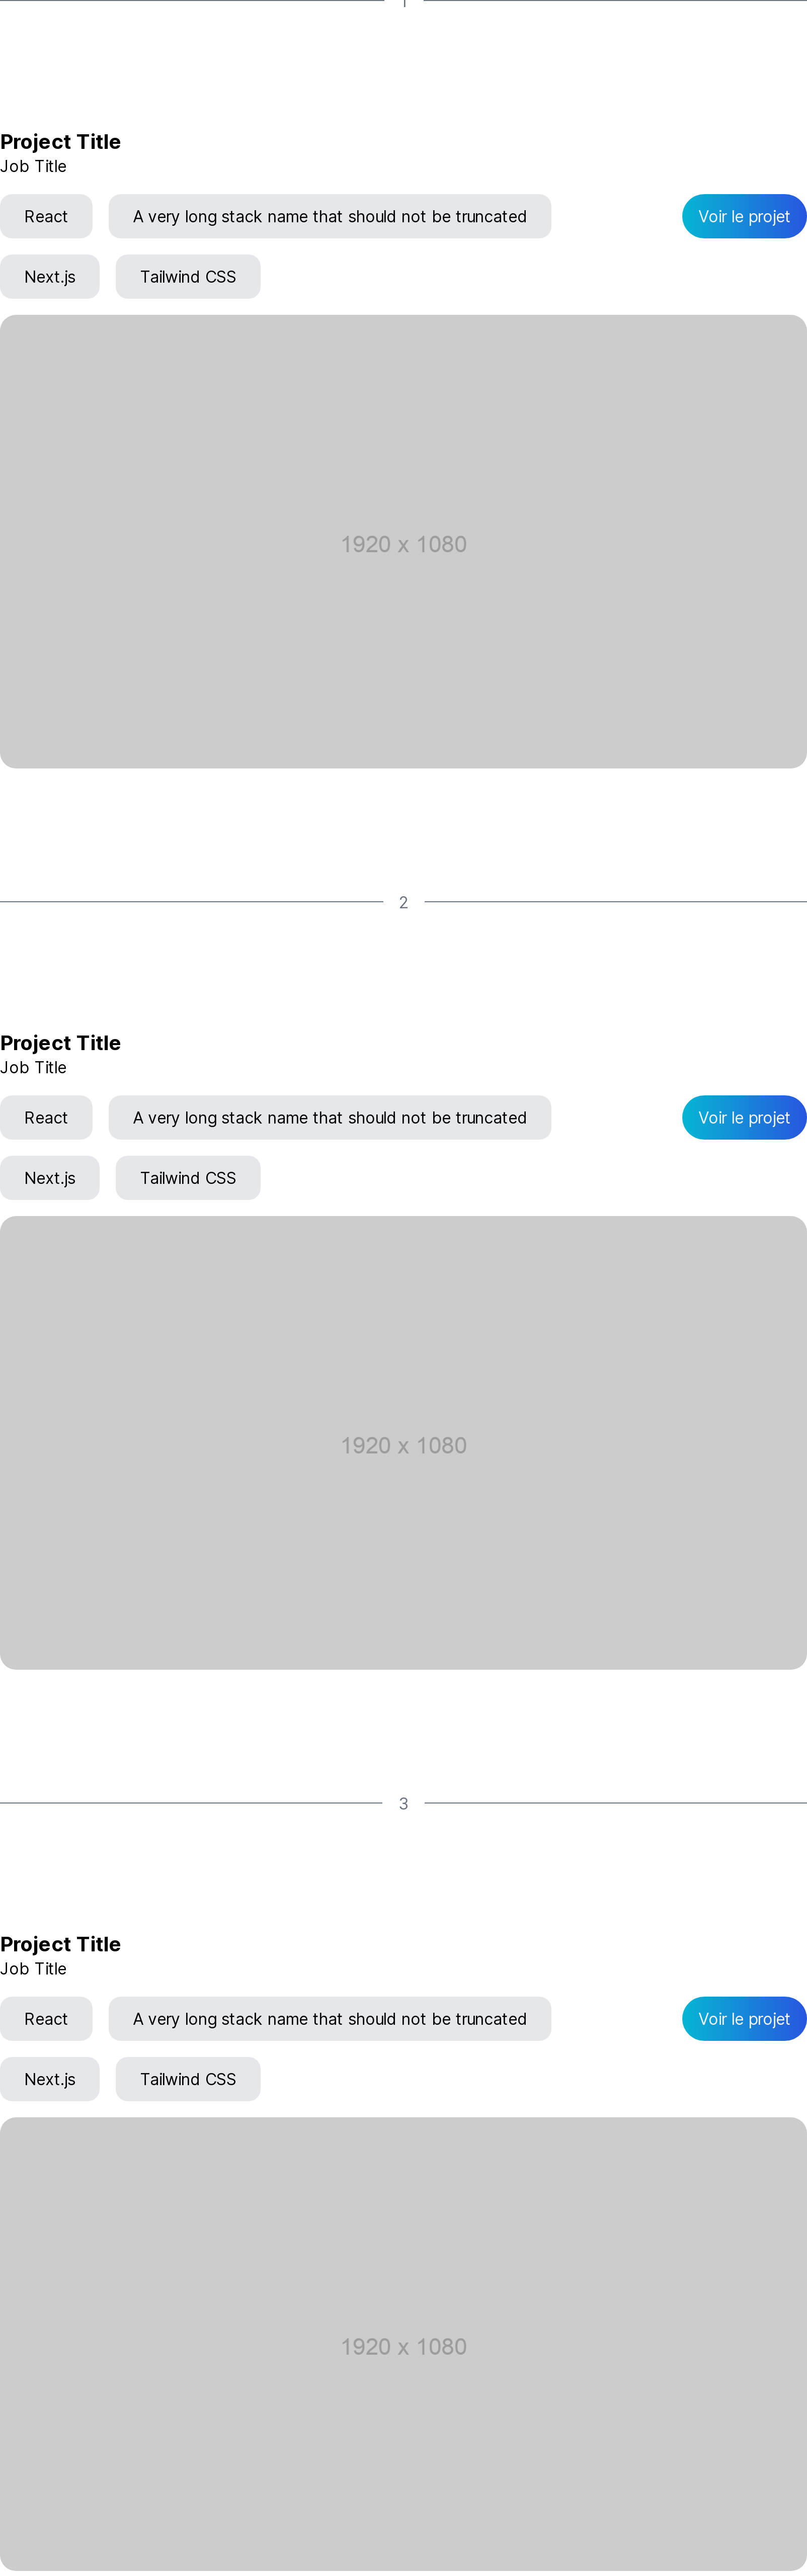 Project Title
Job Title
React
A very long stack name that should not be truncated
Voir le projet
Next.js
Tailwind CSS
1920 x 1080
2
Project Title
Job Title
React
A very long stack name that should not be truncated
Voir le projet
Next.js
Tailwind CSS
1920 x 1080
3
Project Title
Job Title
React
A very long stack name that should not be truncated
Voir le projet
Next.js
Tailwind CSS
1920 x 1080